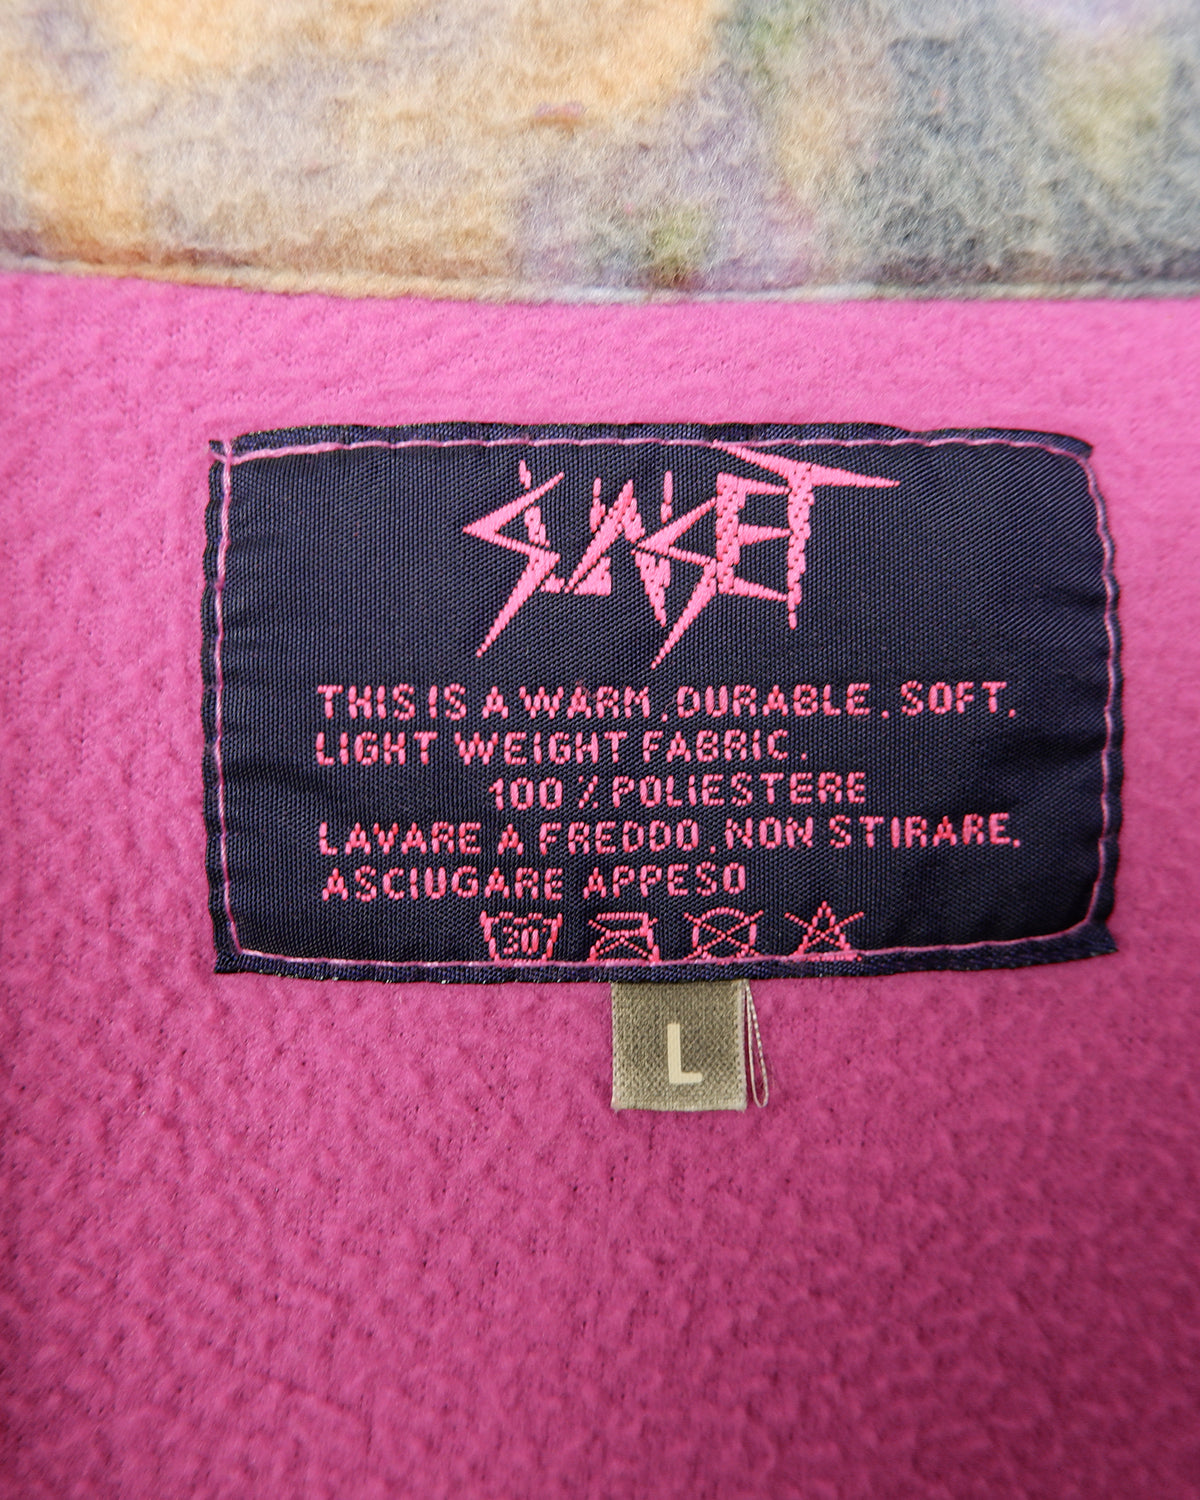 SUNSET
THIS IS A WARM, DURABLE, SOFT,
LIGHT WEIGHT FABRIC.
100 % POLIESTERE
LAVARE A FREDDO, NON STIRARE,
ASCIUGARE APPESO
30
L